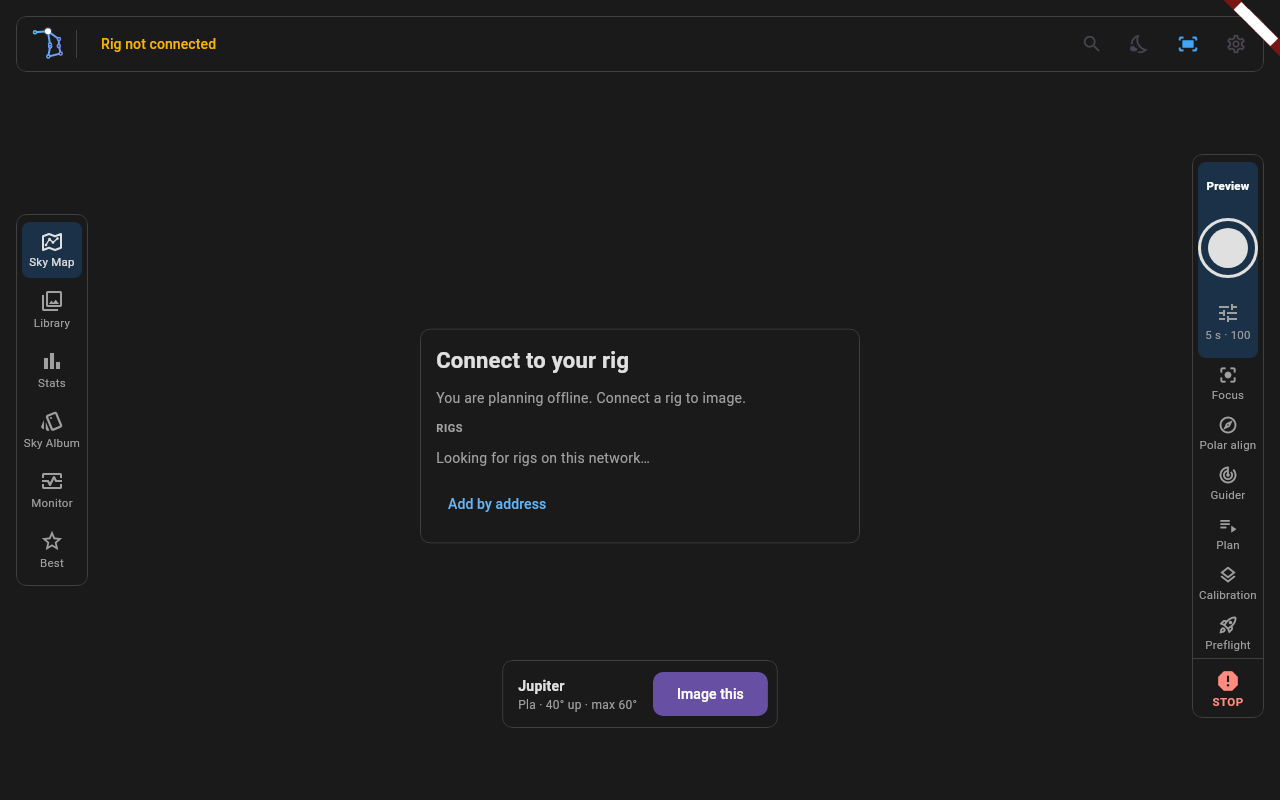 Rig not connected
Preview
Sky Map
Library
Stats
Sky Album
Monitor
Best
Connect to your rig
You are planning offline. Connect a rig to image.
RIGS
Looking for rigs on this network…
Add by address
5 s · 100
Focus
Polar align
Guider
Plan
Calibration
Preflight
STOP
Jupiter
Pla · 40° up · max 60°
Image this